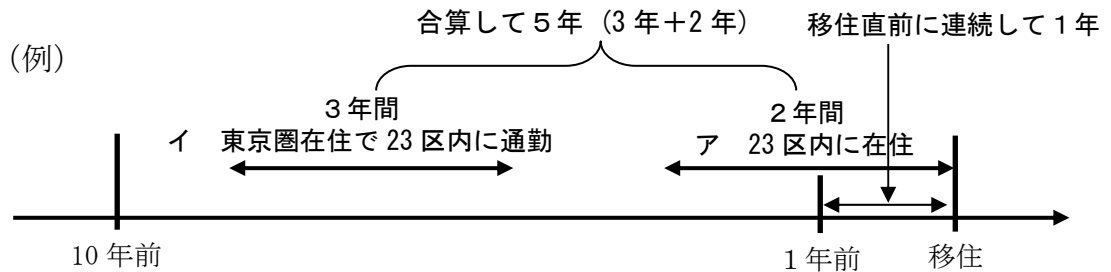 合算して５年（３年＋２年）
移住直前に連続して１年
（例）
３年間
イ　東京圏在住で 23 区内に通勤
２年間
ア　23 区内に在住
10 年前
１年前
移住